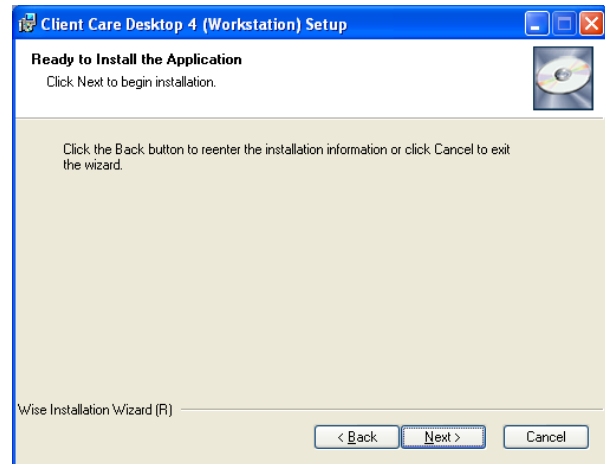 Client Care Desktop 4 (Workstation) Setup
Ready to Install the Application
Click Next to begin installation.
Click the Back button to reenter the installation information or click Cancel to exit
the wizard.
Wise Installation Wizard (R)
< Back Next > Cancel